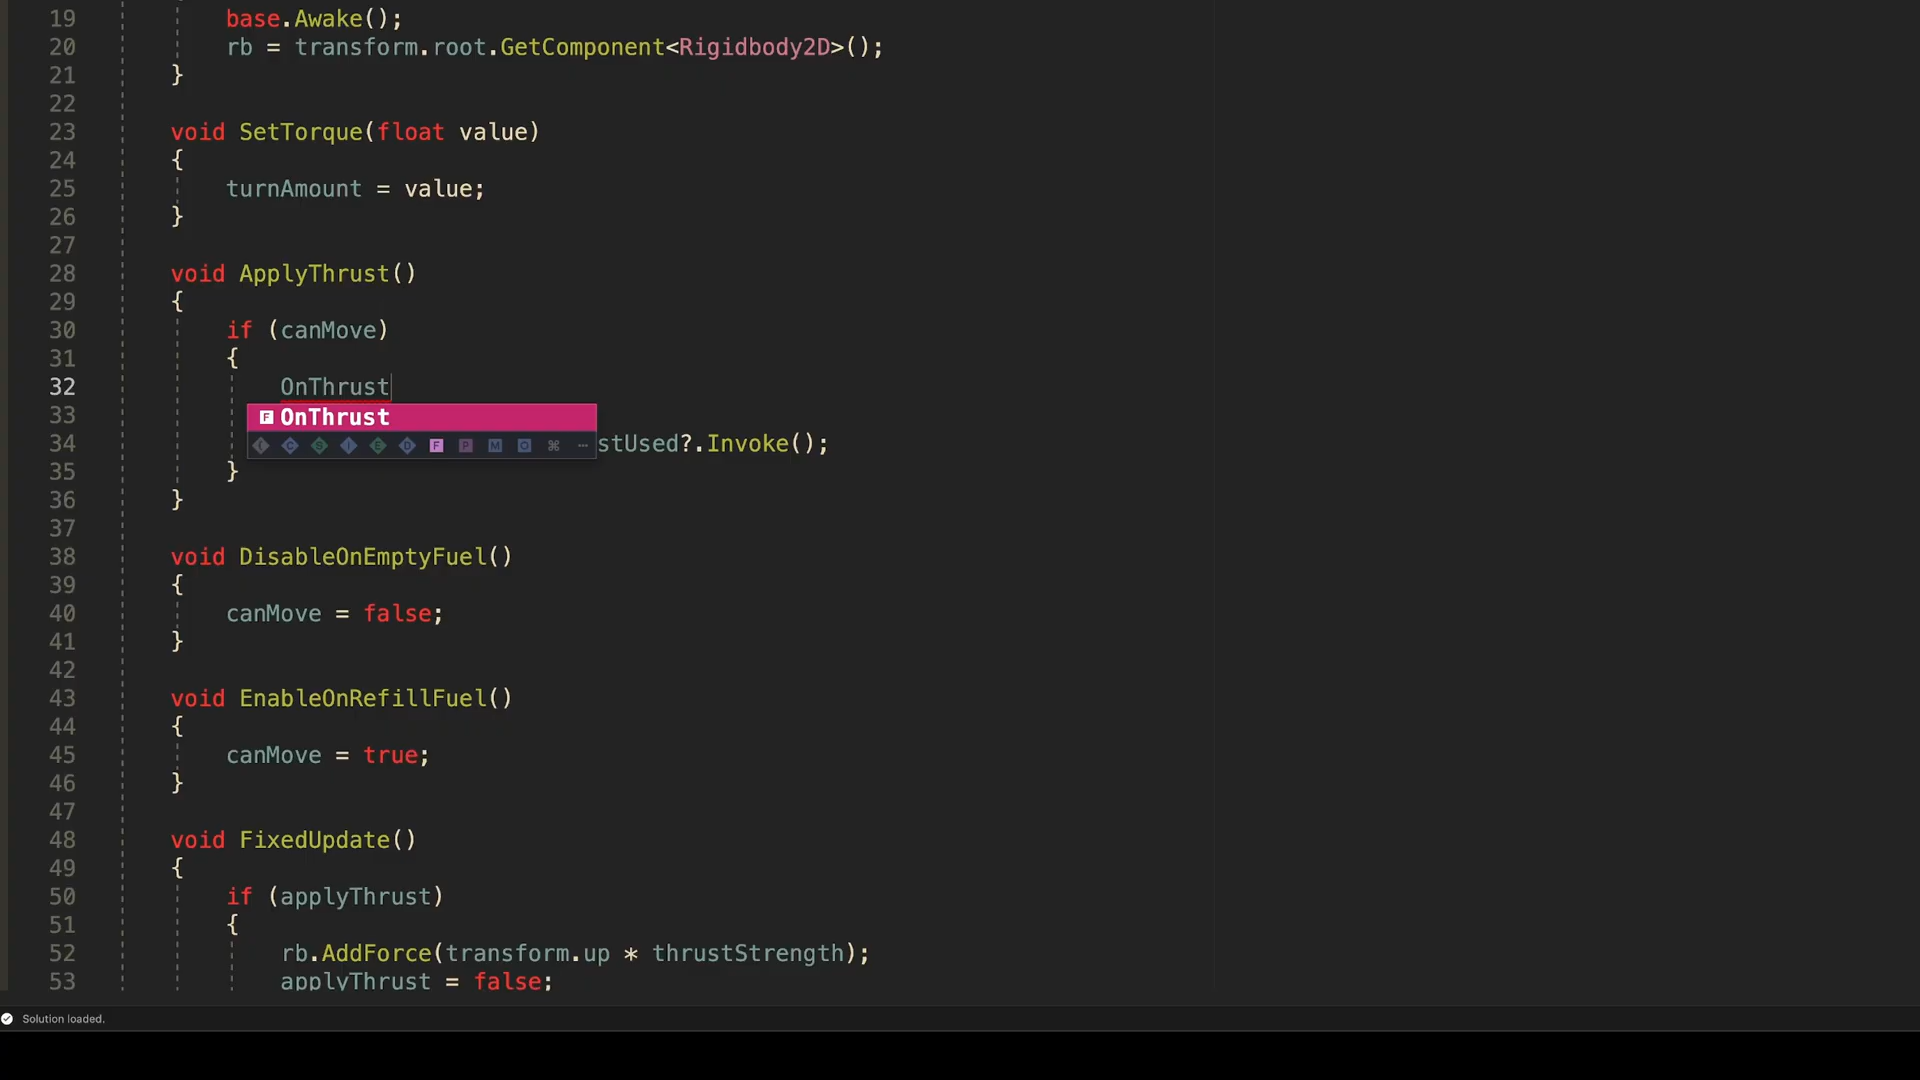 19 base.Awake();
20 rb = transform.root.GetComponent<Rigidbody2D>();
21 }
22
23 void SetTorque(float value)
24 {
25 turnAmount = value;
26 }
27
28 void ApplyThrust()
29 {
30 if (canMove)
31 {
32 OnThrust
33 F OnThrust
34 stUsed?.Invoke();
35 }
36 }
37
38 void DisableOnEmptyFuel()
39 {
40 canMove = false;
41 }
42
43 void EnableOnRefillFuel()
44 {
45 canMove = true;
46 }
47
48 void FixedUpdate()
49 {
50 if (applyThrust)
51 {
52 rb.AddForce(transform.up * thrustStrength);
53 applyThrust = false;
Solution loaded.